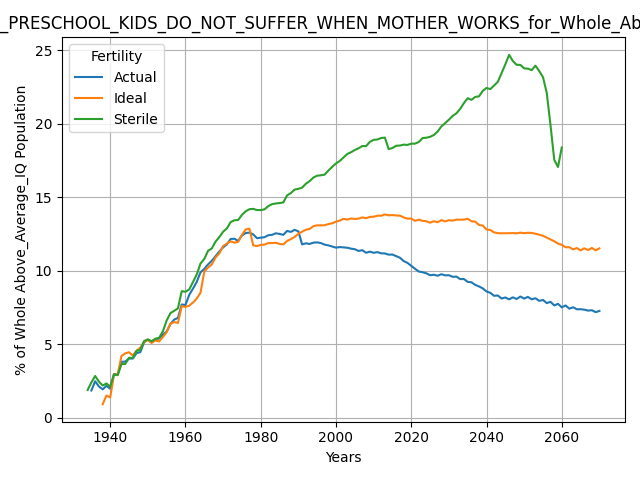 _PRESCHOOL_KIDS_DO_NOT_SUFFER_WHEN_MOTHER_WORKS_for_Whole_Ab
Fertility
Actual
Ideal
Sterile
% of Whole Above_Average_IQ Population
25
20
15
10
5
0
1940 1960 1980 2000 2020 2040 2060
Years